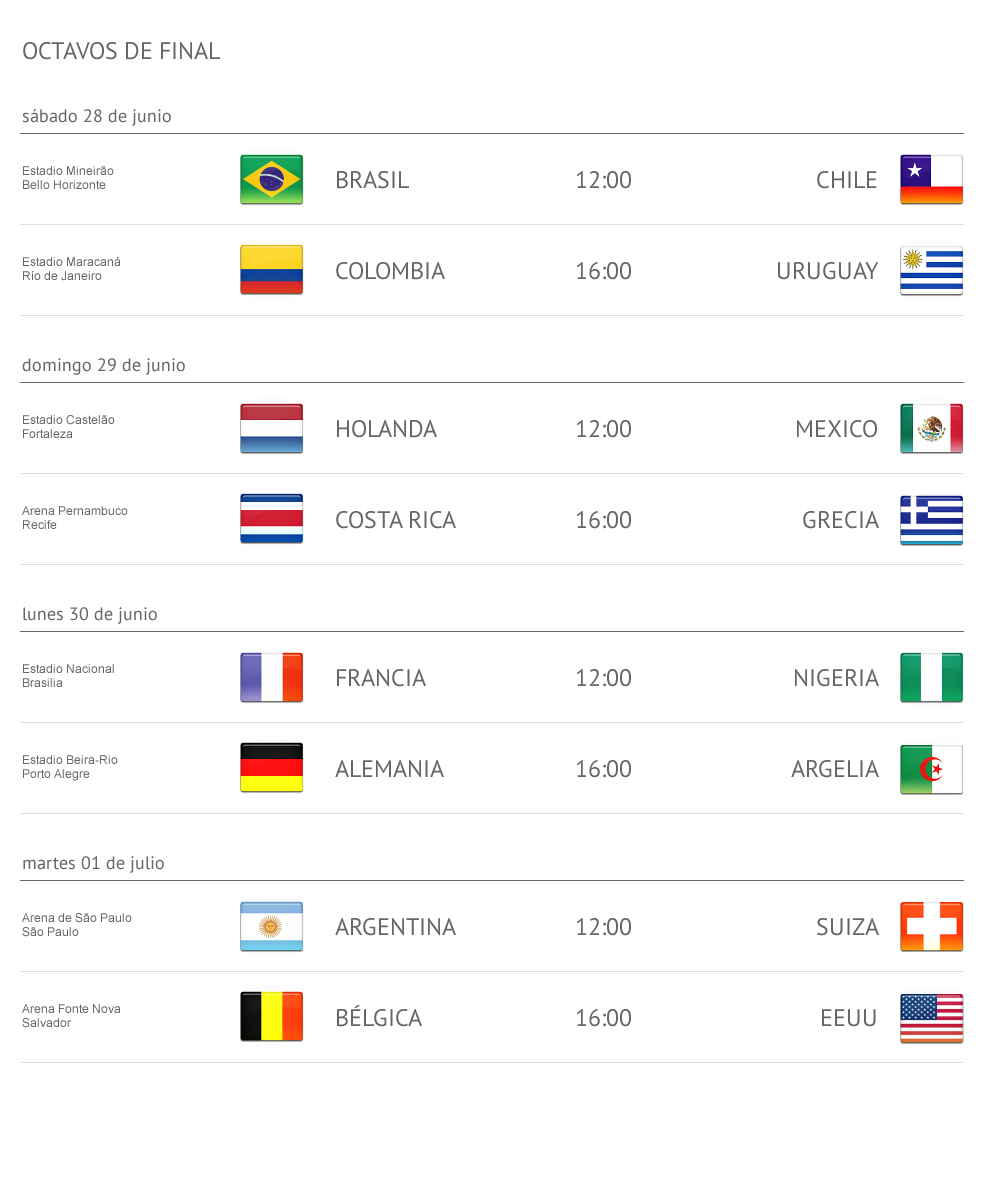 OCTAVOS DE FINAL
sábado 28 de junio
Estadio Mineirão
Bello Horizonte
BRASIL 12:00 CHILE
Estadio Maracaná
Río de Janeiro
COLOMBIA 16:00 URUGUAY
domingo 29 de junio
Estadio Castelão
Fortaleza
HOLANDA 12:00 MEXICO
Arena Pernambuco
Recife
COSTA RICA 16:00 GRECIA
lunes 30 de junio
Estadio Nacional
Brasilia
FRANCIA 12:00 NIGERIA
Estadio Beira-Rio
Porto Alegre
ALEMANIA 16:00 ARGELIA
martes 01 de julio
Arena de São Paulo
São Paulo
ARGENTINA 12:00 SUIZA
Arena Fonte Nova
Salvador
BÉLGICA 16:00 EEUU